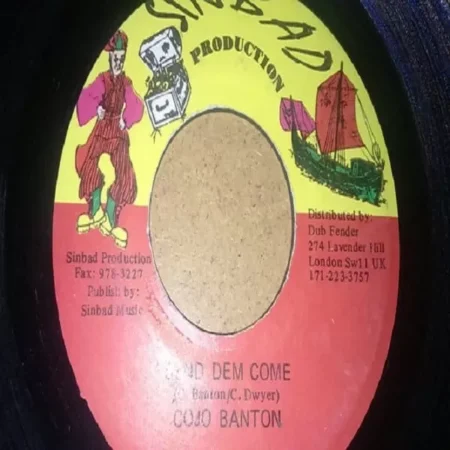 SINBAD
PRODUCTION
Sinbad Production
Fax: 978-3227
Publish by:
Sinbad Music
Distributed by:
Dub Fender
274 Lavender Hill
London Sw11 UK
171-223-3757
DEM COME
Banton/C. Dwyer)
COJO BANTON